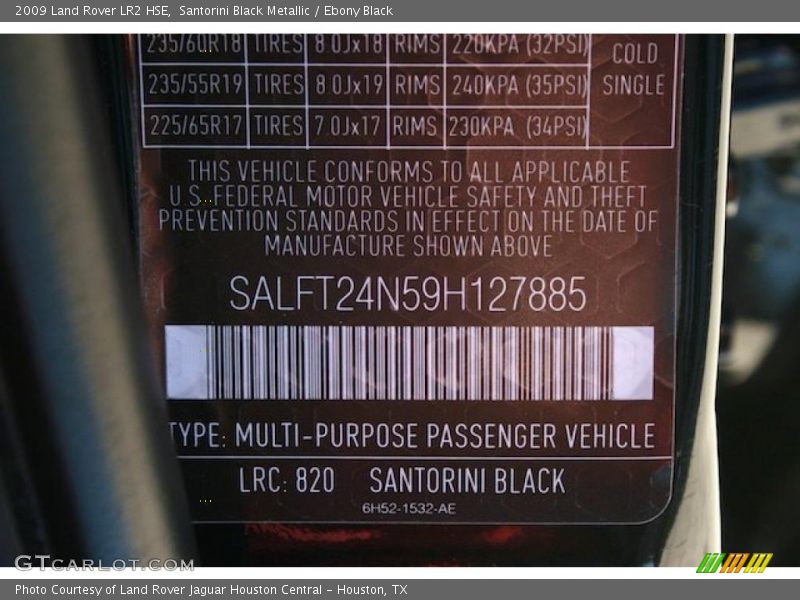 2009 Land Rover LR2 HSE, Santorini Black Metallic / Ebony Black
235/60R18 TIRES 8.0Jx18 RIMS 220KPA (32PSI)
COLD
235/55R19 TIRES 8.0Jx19 RIMS 240KPA (35PSI) SINGLE
225/65R17 TIRES 7.0Jx17 RIMS 230KPA (34PSI)
THIS VEHICLE CONFORMS TO ALL APPLICABLE
U.S. FEDERAL MOTOR VEHICLE SAFETY AND THEFT
PREVENTION STANDARDS IN EFFECT ON THE DATE OF
MANUFACTURE SHOWN ABOVE
SALFT24N59H127885
TYPE: MULTI-PURPOSE PASSENGER VEHICLE
LRC: 820 SANTORINI BLACK
6H52-1532-AE
GTCARLOT.COM
Photo Courtesy of Land Rover Jaguar Houston Central - Houston, TX